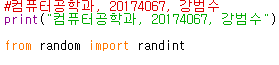 #컴퓨터공학과, 20174067, 강범수
print("컴퓨터공학과, 20174067, 강범수")
from random import randint